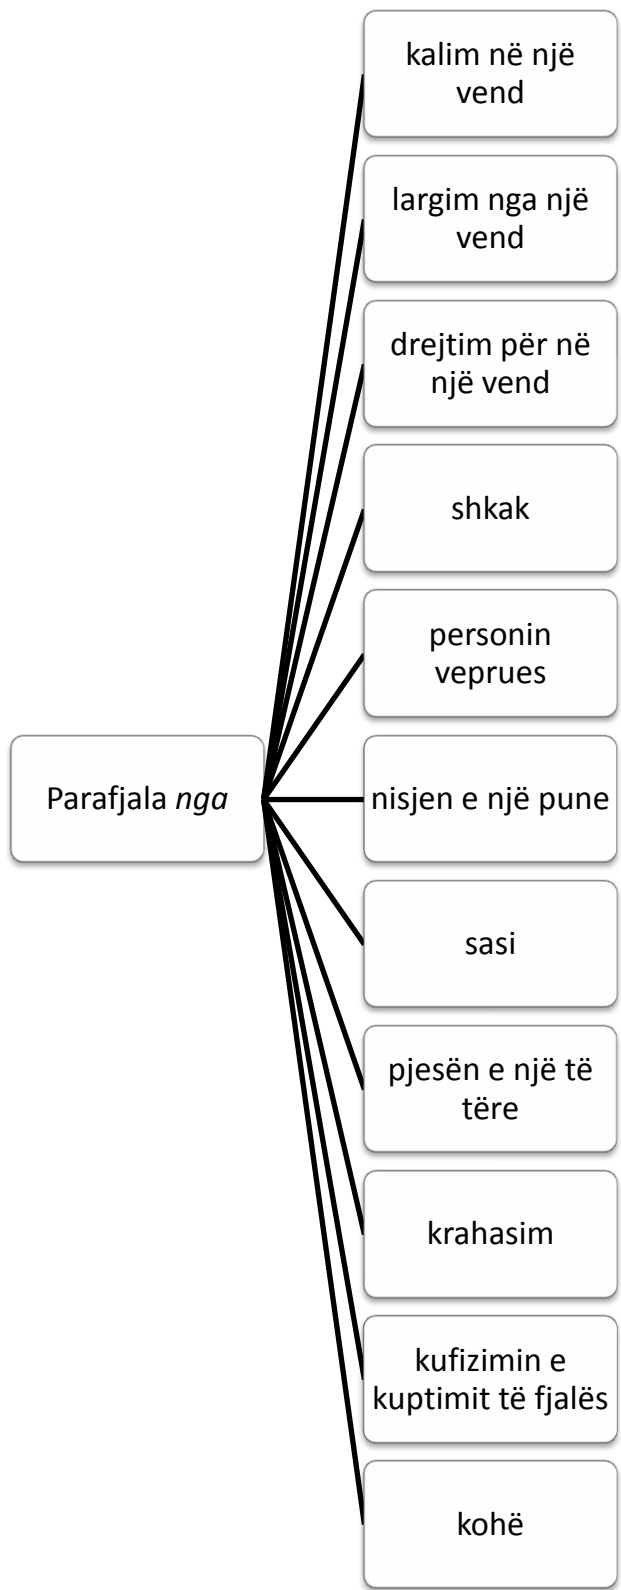 kalim në një
vend
largim nga një
vend
drejtim për në
një vend
shkak
personin
veprues
Parafjala nga
nisjen e një pune
sasi
pjesën e një të
tëre
krahasim
kufizimin e
kuptimit të fjalës
kohë